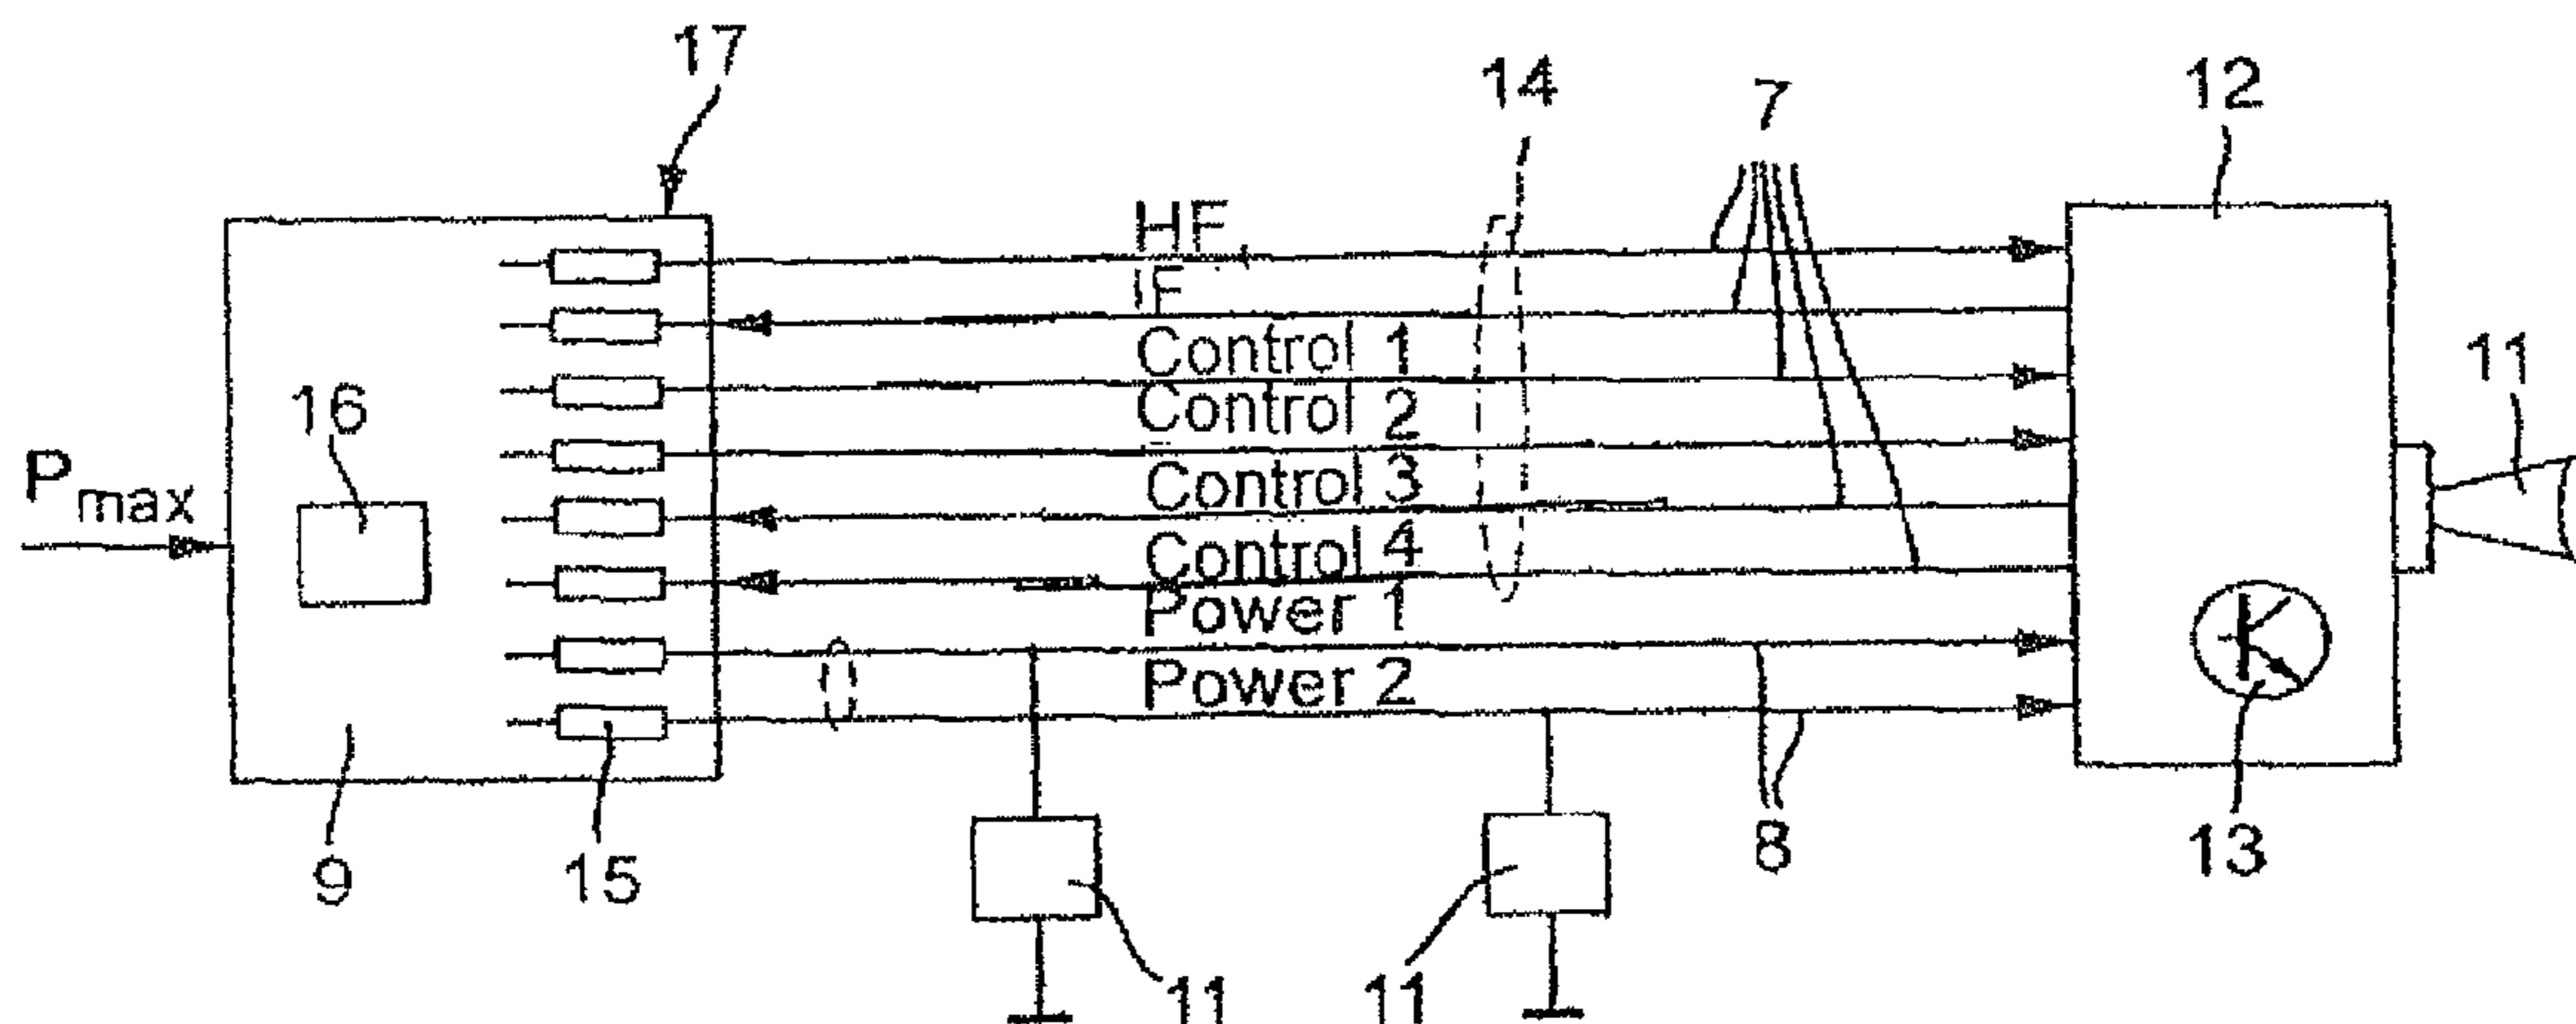 17
14
7
12
HF
IF
11
Control 1
16
Control 2
Control 3
Pmax
Control 4
Power 1
Power 2
9
15
8
13
11
11